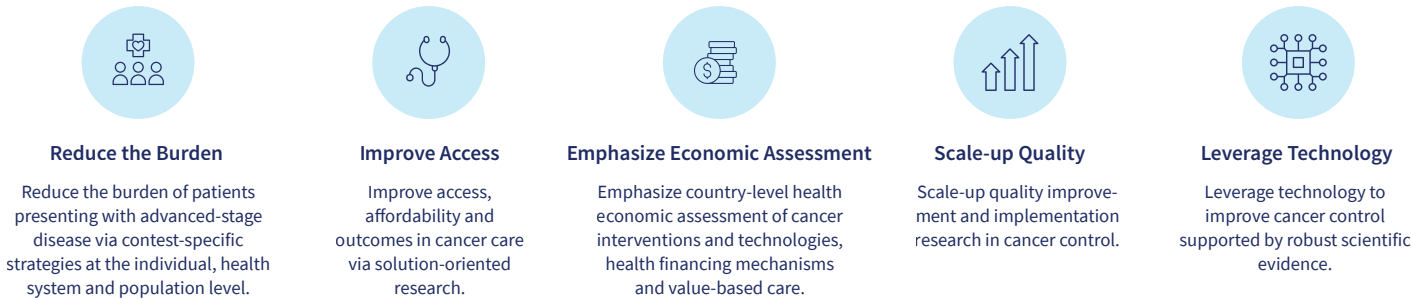 Reduce the Burden
Reduce the burden of patients
presenting with advanced-stage
disease via contest-specific
strategies at the individual, health
system and population level.
Improve Access
Improve access,
affordability and
outcomes in cancer care
via solution-oriented
research.
Emphasize Economic Assessment
Emphasize country-level health
economic assessment of cancer
interventions and technologies,
health financing mechanisms
and value-based care.
Scale-up Quality
Scale-up quality improve-
ment and implementation
research in cancer control.
Leverage Technology
Leverage technology to
improve cancer control
supported by robust scientific
evidence.